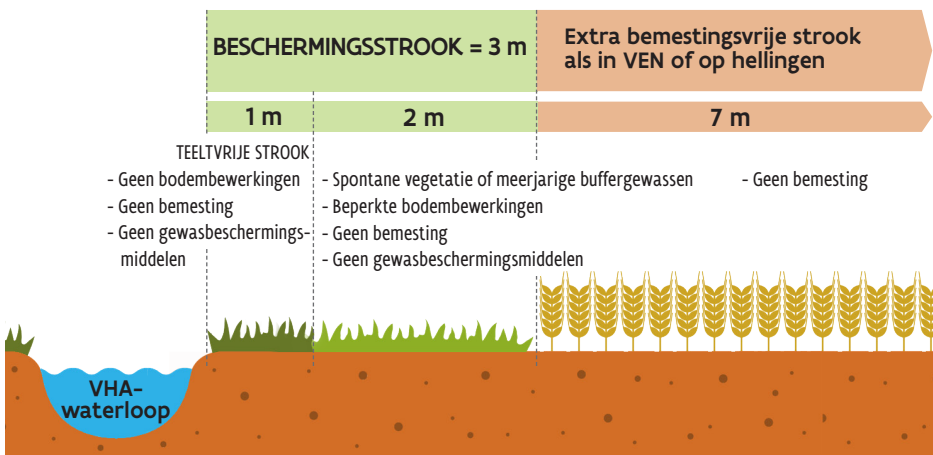 BESCHERMINGSSTROOK = 3 m
Extra bemestingsvrije strook
als in VEN of op hellingen
1 m
2 m
7 m
TEELTVRIJE STROOK
- Geen bodembewerkingen
- Geen bemesting
- Geen gewasbeschermings-
middelen
- Spontane vegetatie of meerjarige buffergewassen
- Beperkte bodembewerkingen
- Geen bemesting
- Geen gewasbeschermingsmiddelen
- Geen bemesting
VHA-
waterloop